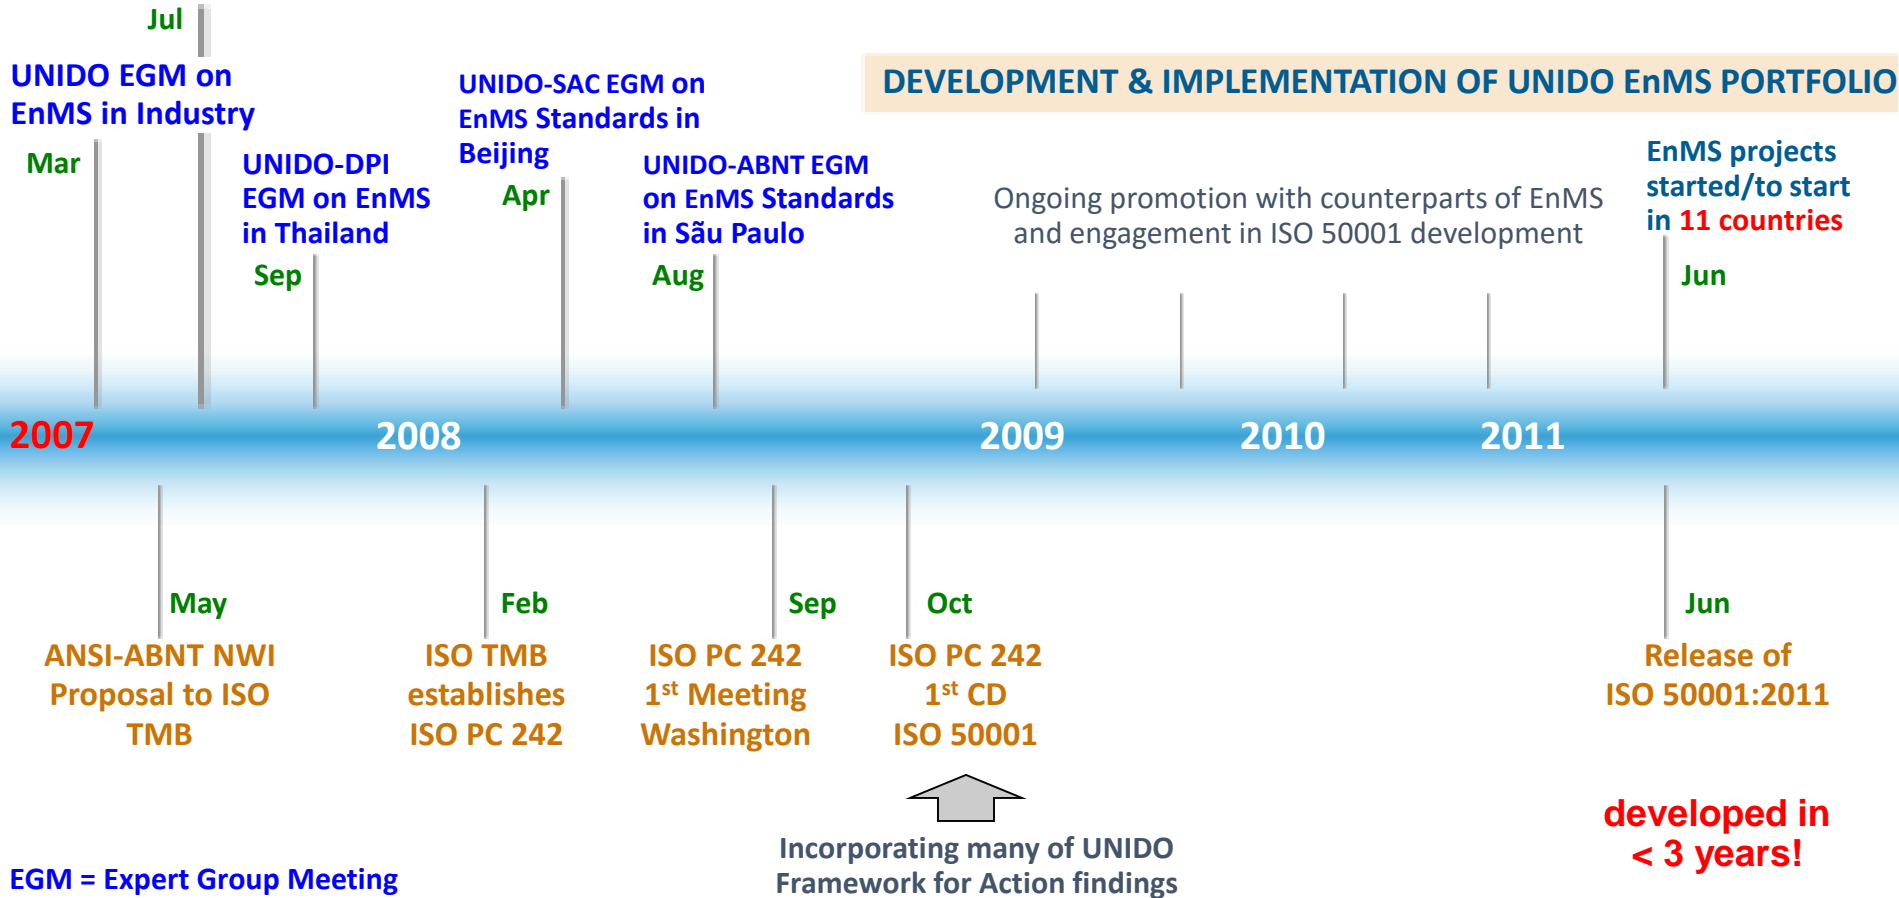 Jul
UNIDO EGM on
EnMS in Industry
Mar
UNIDO-DPI
EGM on EnMS
in Thailand
Sep
UNIDO-SAC EGM on
EnMS Standards in
Beijing
Apr
UNIDO-ABNT EGM
on EnMS Standards
in Sãu Paulo
Aug
DEVELOPMENT & IMPLEMENTATION OF UNIDO EnMS PORTFOLIO
Ongoing promotion with counterparts of EnMS
and engagement in ISO 50001 development
EnMS projects
started/to start
in 11 countries
Jun
2007
2008
2009
2010
2011
May
ANSI-ABNT NWI
Proposal to ISO
TMB
Feb
ISO TMB
establishes
ISO PC 242
Sep
ISO PC 242
1st Meeting
Washington
Oct
ISO PC 242
1st CD
ISO 50001
Jun
Release of
ISO 50001:2011
Incorporating many of UNIDO
Framework for Action findings
developed in
< 3 years!
EGM = Expert Group Meeting